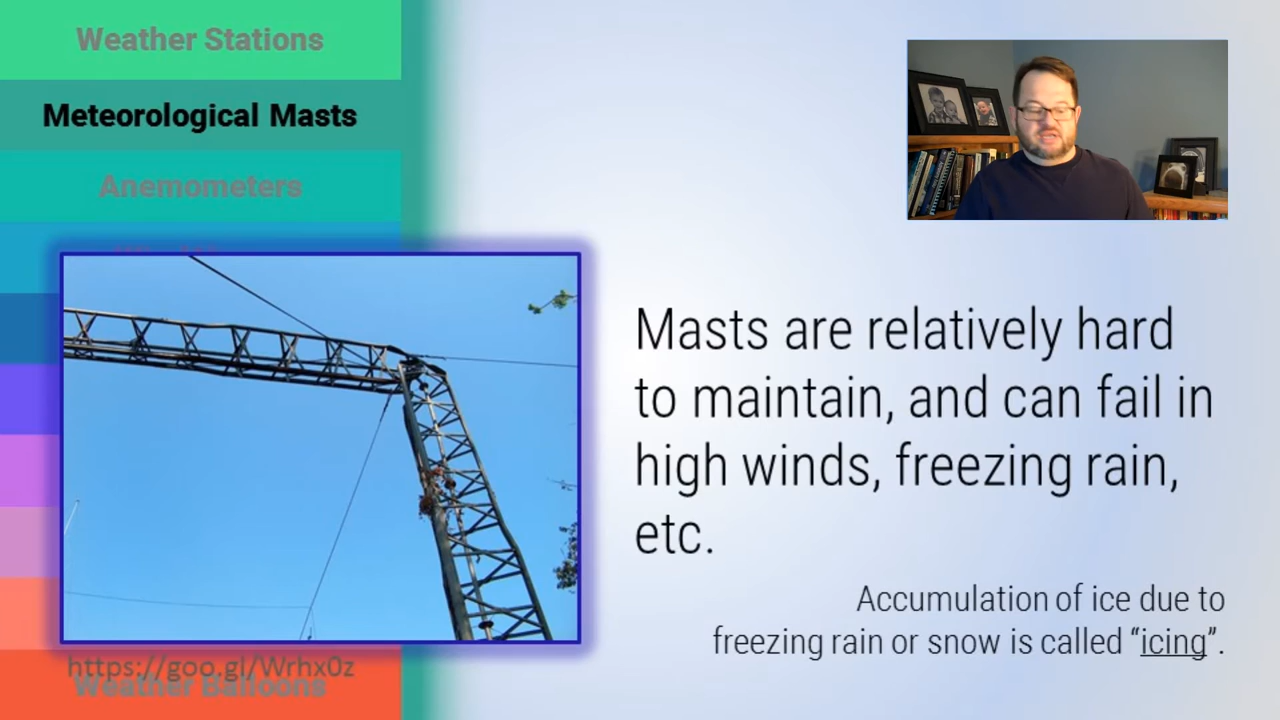 Weather Stations
Meteorological Masts
Anemometers
Masts are relatively hard
to maintain, and can fail in
high winds, freezing rain,
etc.
Accumulation of ice due to
freezing rain or snow is called “icing”.
https://goo.gl/Wrhx0z
Weather Balloons